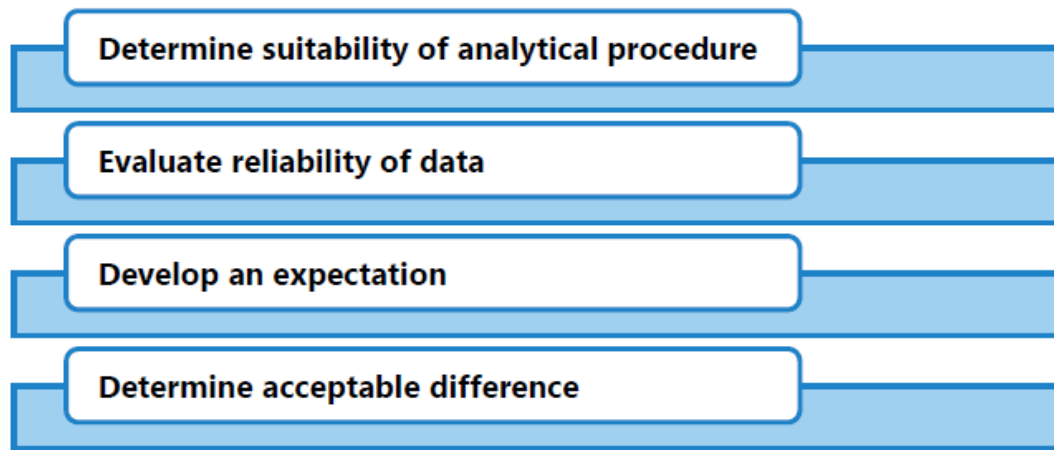 Determine suitability of analytical procedure
Evaluate reliability of data
Develop an expectation
Determine acceptable difference